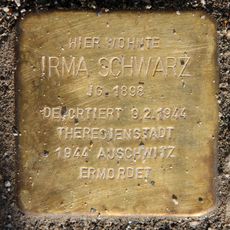 HIER WOHNTE
IRMA SCHWARZ
JG. 1898
DEPORTIERT 9.2.1944
THERESIENSTADT
1944 AUSCHWITZ
ERMORDET